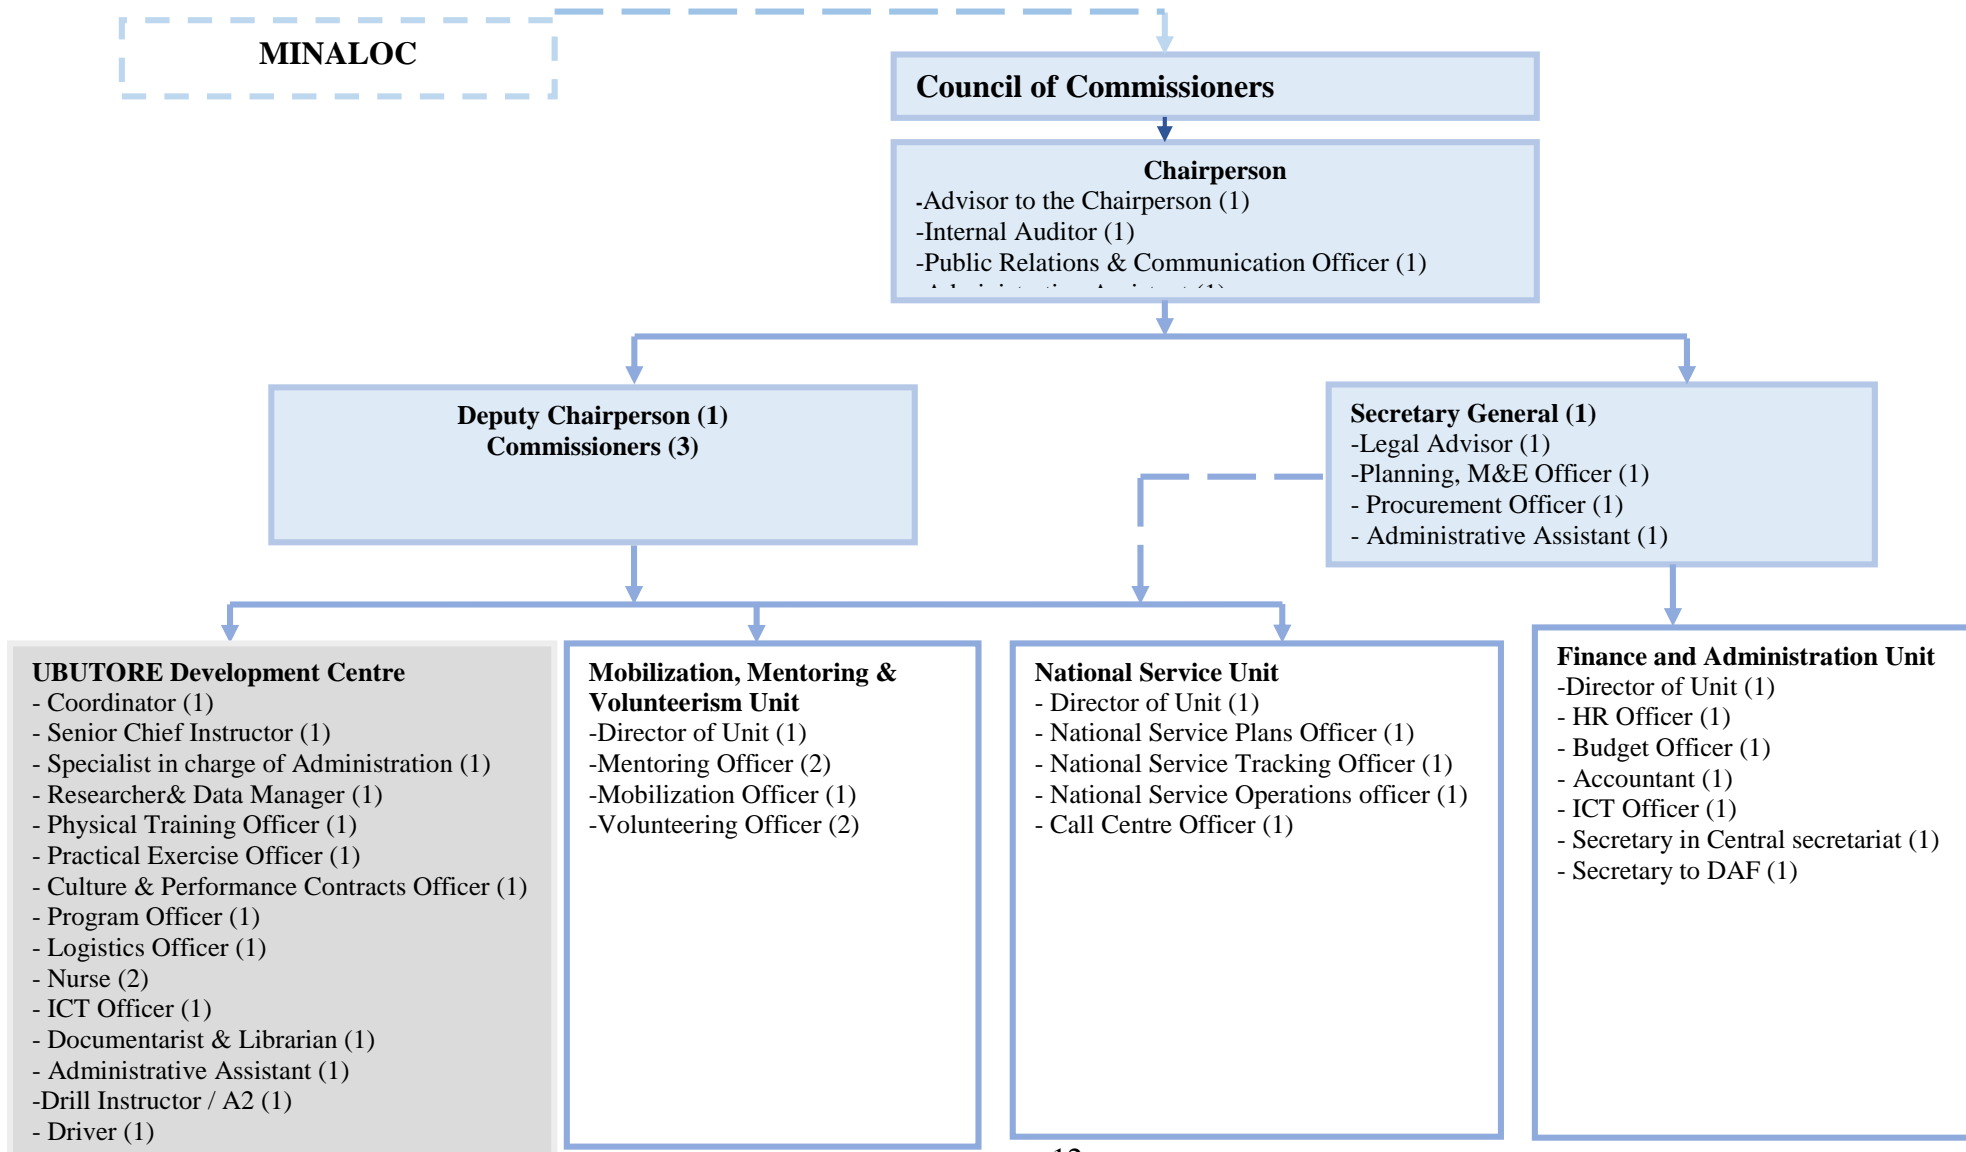 MINALOC
Council of Commissioners
Chairperson
-Advisor to the Chairperson (1)
-Internal Auditor (1)
-Public Relations & Communication Officer (1)
Deputy Chairperson (1)
Commissioners (3)
Secretary General (1)
-Legal Advisor (1)
-Planning, M&E Officer (1)
- Procurement Officer (1)
- Administrative Assistant (1)
UBUTORE Development Centre
- Coordinator (1)
- Senior Chief Instructor (1)
- Specialist in charge of Administration (1)
- Researcher& Data Manager (1)
- Physical Training Officer (1)
- Practical Exercise Officer (1)
- Culture & Performance Contracts Officer (1)
- Program Officer (1)
- Logistics Officer (1)
- Nurse (2)
- ICT Officer (1)
- Documentarist & Librarian (1)
- Administrative Assistant (1)
-Drill Instructor / A2 (1)
- Driver (1)
Mobilization, Mentoring &
Volunteerism Unit
-Director of Unit (1)
-Mentoring Officer (2)
-Mobilization Officer (1)
-Volunteering Officer (2)
National Service Unit
- Director of Unit (1)
- National Service Plans Officer (1)
- National Service Tracking Officer (1)
- National Service Operations officer (1)
- Call Centre Officer (1)
Finance and Administration Unit
-Director of Unit (1)
- HR Officer (1)
- Budget Officer (1)
- Accountant (1)
- ICT Officer (1)
- Secretary in Central secretariat (1)
- Secretary to DAF (1)